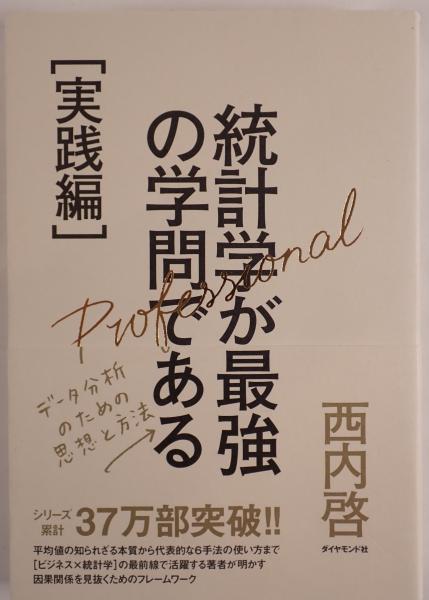 統計学が最強
の学問である
[実践編]
Professional
データ分析
のための
思想と方法
西内啓
ダイヤモンド社
シリーズ
累計
37万部突破!!
平均値の知られざる本質から代表的な6手法の使い方まで
[ビジネス×統計学]の最前線で活躍する著者が明かす
因果関係を見抜くためのフレームワーク